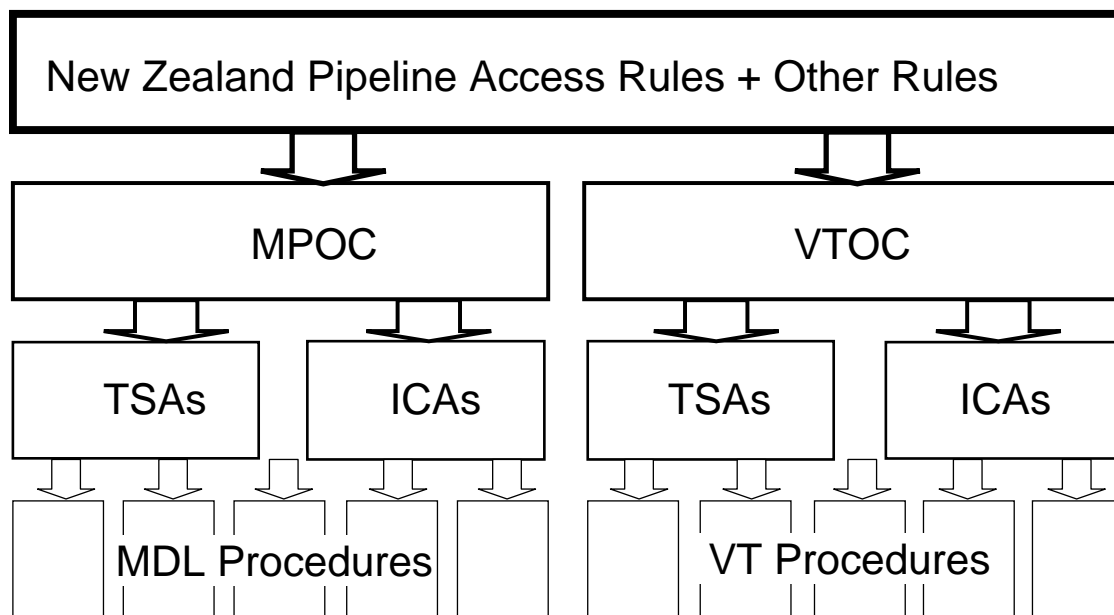 New Zealand Pipeline Access Rules + Other Rules
MPOC
VTOC
TSAs
ICAs
TSAs
ICAs
MDL Procedures
VT Procedures